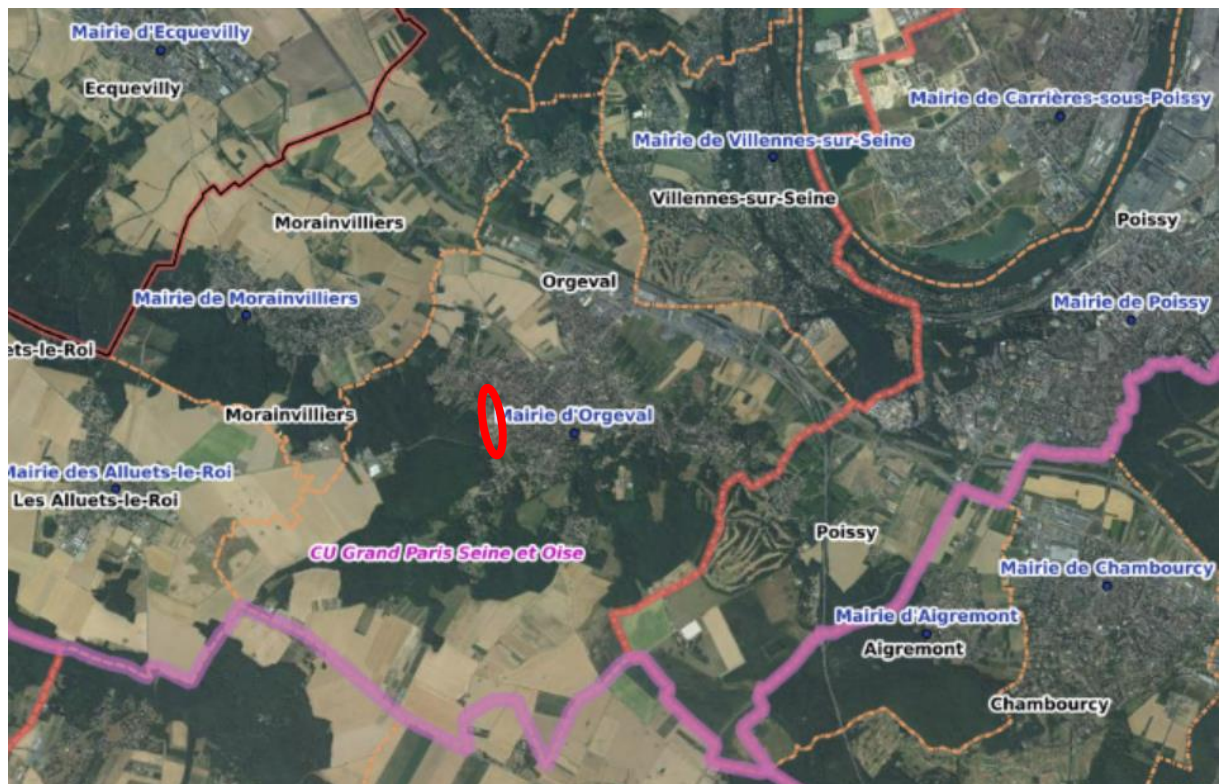 Mairie d'Ecquevilly
Ecquevilly
Mairie de Carrières-sous-Poissy
Mairie de Villennes-sur-Seine
Villennes-sur-Seine
Morainvilliers
Poissy
Orgeval
Mairie de Morainvilliers
Mairie de Poissy
ets-le-Roi
Morainvilliers
Mairie d'Orgeval
Mairie des Alluets-le-Roi
Les Alluets-le-Roi
Poissy
CU Grand Paris Seine et Oise
Mairie de Chambourcy
Mairie d'Aigremont
Aigremont
Chambourcy